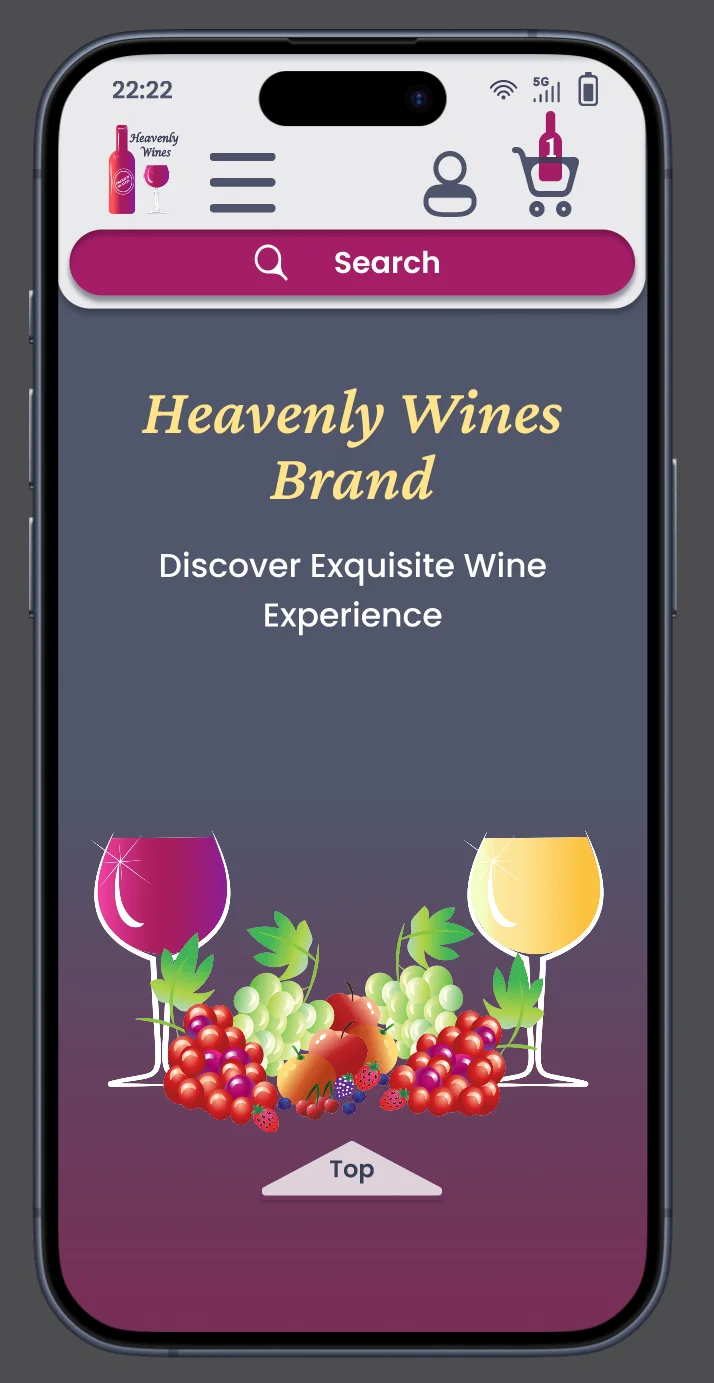 22:22
5G
Heavenly
Wines
1
Search
Heavenly Wines
Brand
Discover Exquisite Wine
Experience
Top